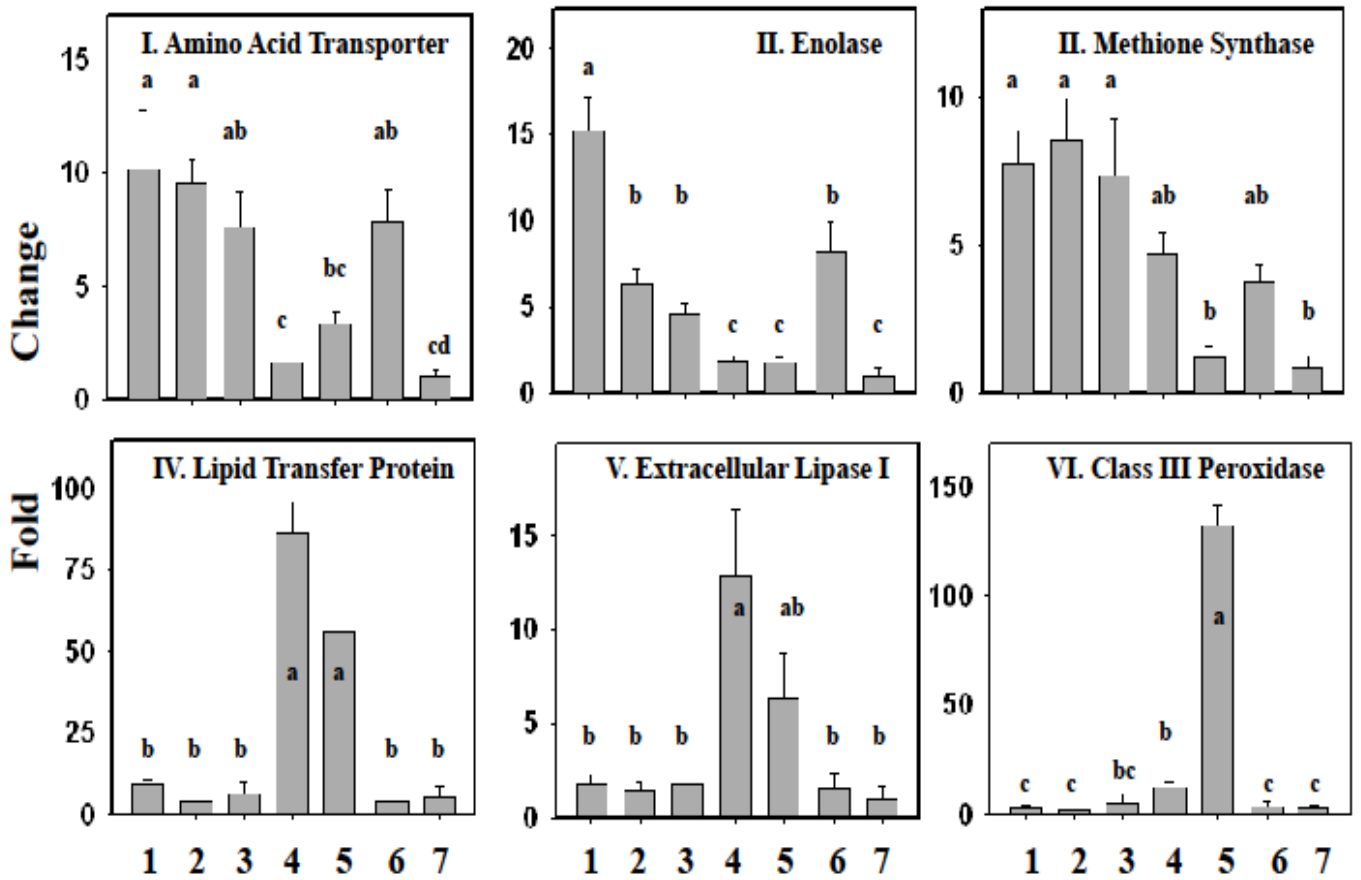 Change
Fold
I. Amino Acid Transporter
15
10
5
0
a
a
ab
c
bc
ab
cd
II. Enolase
20
15
10
5
0
a
b
b
c
c
b
c
II. Methione Synthase
10
5
0
a
a
a
ab
b
ab
b
IV. Lipid Transfer Protein
100
75
50
25
0
b
b
b
a
a
b
b
1 2 3 4 5 6 7
V. Extracellular Lipase I
15
10
5
0
b
b
b
a
ab
b
b
1 2 3 4 5 6 7
VI. Class III Peroxidase
150
100
50
0
c
c
bc
b
a
c
c
1 2 3 4 5 6 7